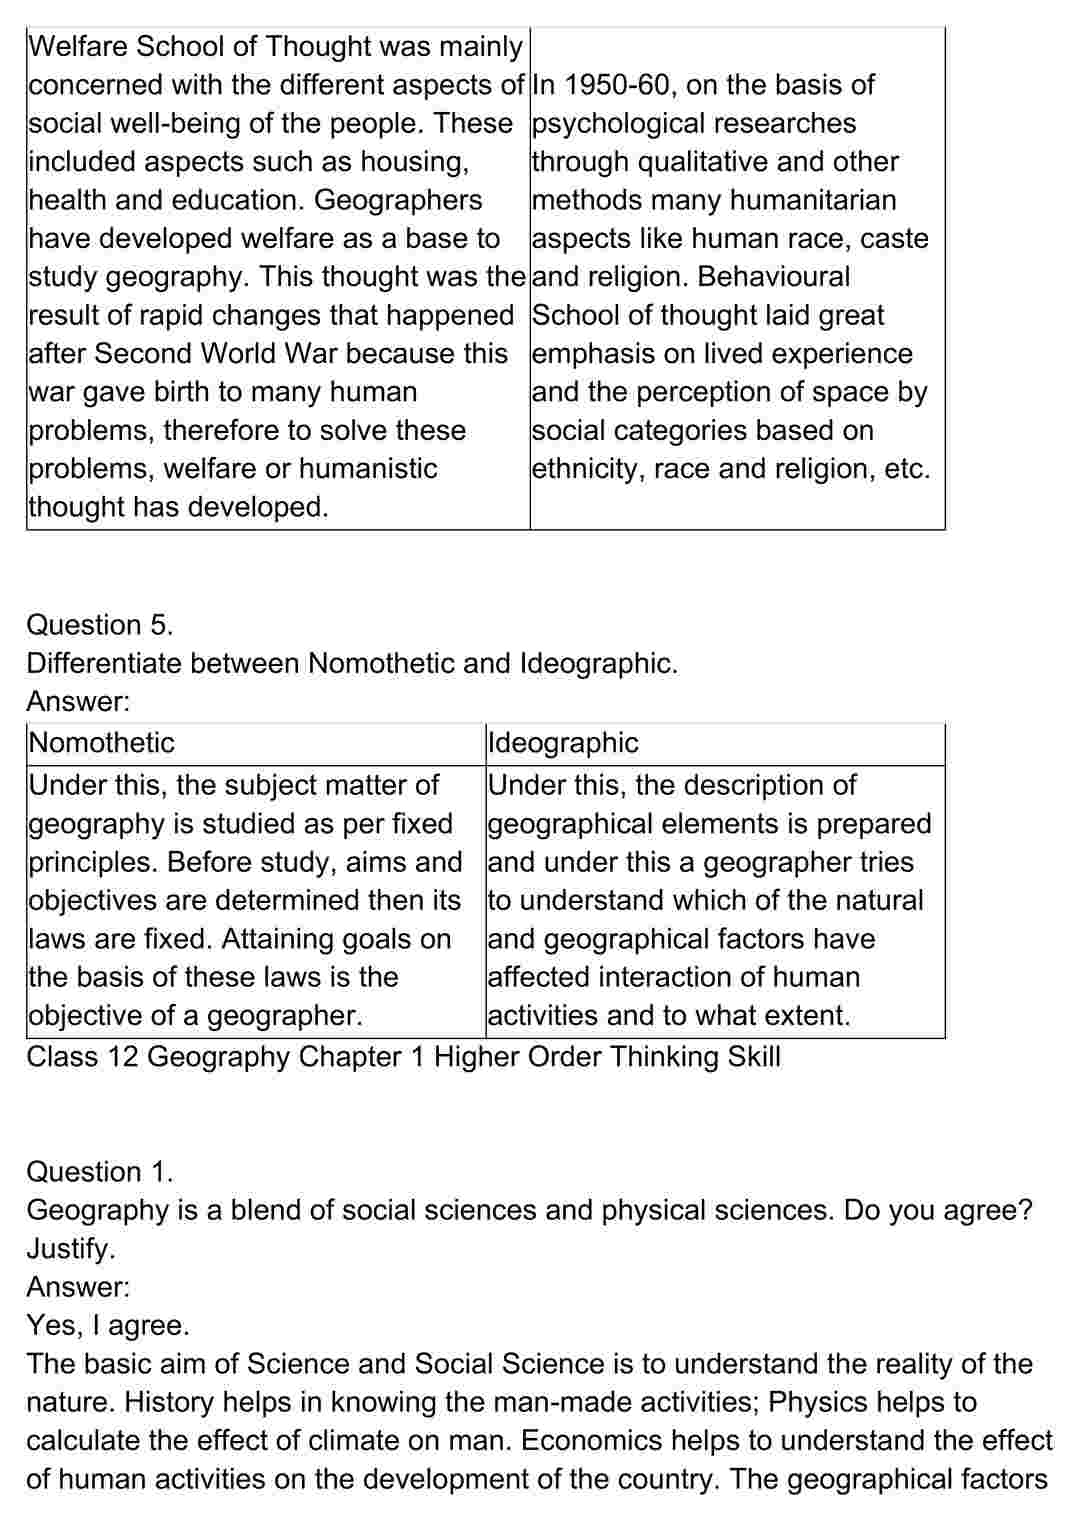 Welfare School of Thought was mainly
concerned with the different aspects of
social well-being of the people. These
included aspects such as housing,
health and education. Geographers
have developed welfare as a base to
study geography. This thought was the
result of rapid changes that happened
after Second World War because this
war gave birth to many human
problems, therefore to solve these
problems, welfare or humanistic
thought has developed.
In 1950-60, on the basis of
psychological researches
through qualitative and other
methods many humanitarian
aspects like human race, caste
and religion. Behavioural
School of thought laid great
emphasis on lived experience
and the perception of space by
social categories based on
ethnicity, race and religion, etc.
Question 5.
Differentiate between Nomothetic and Ideographic.
Answer:
Nomothetic
Ideographic
Under this, the subject matter of
geography is studied as per fixed
principles. Before study, aims and
objectives are determined then its
laws are fixed. Attaining goals on
the basis of these laws is the
objective of a geographer.
Under this, the description of
geographical elements is prepared
and under this a geographer tries
to understand which of the natural
and geographical factors have
affected interaction of human
activities and to what extent.
Class 12 Geography Chapter 1 Higher Order Thinking Skill
Question 1.
Geography is a blend of social sciences and physical sciences. Do you agree?
Justify.
Answer:
Yes, I agree.
The basic aim of Science and Social Science is to understand the reality of the
nature. History helps in knowing the man-made activities; Physics helps to
calculate the effect of climate on man. Economics helps to understand the effect
of human activities on the development of the country. The geographical factors